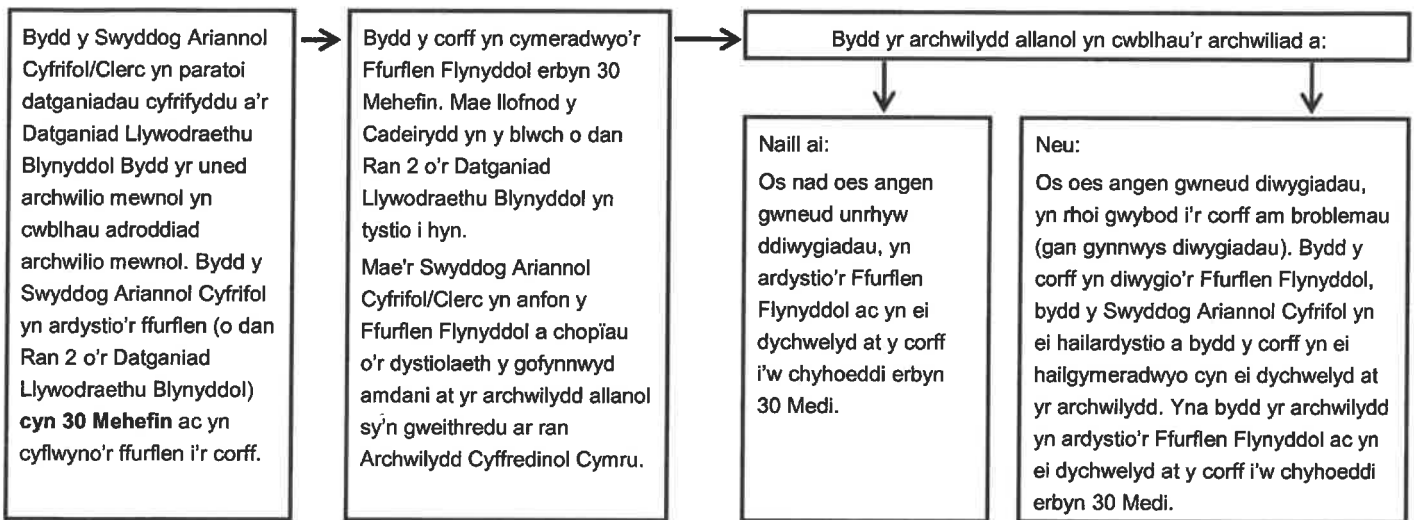 Bydd y Swyddog Ariannol
Cyfrifol/Clerc yn paratoi
datganiadau cyfrifyddu a'r
Datganiad Llywodraethu
Blynyddol Bydd yr uned
archwilio mewnol yn
cwblhau adroddiad
archwilio mewnol. Bydd y
Swyddog Ariannol Cyfrifol
yn ardystio'r ffurflen (o dan
Ran 2 o'r Datganiad
Llywodraethu Blynyddol)
cyn 30 Mehefin ac yn
cyflwyno'r ffurflen i'r corff.
Bydd y corff yn cymeradwyo'r
Ffurflen Flynyddol erbyn 30
Mehefin. Mae llofnod y
Cadeirydd yn y blwch o dan
Ran 2 o'r Datganiad
Llywodraethu Blynyddol yn
tystio i hyn.
Mae'r Swyddog Ariannol
Cyfrifol/Clerc yn anfon y
Ffurflen Flynyddol a chopïau
o'r dystiolaeth y gofynnwyd
amdani at yr archwilydd allanol
sy'n gweithredu ar ran
Archwilydd Cyffredinol Cymru.
Bydd yr archwilydd allanol yn cwblhau'r archwiliad a:
Naill ai:
Os nad oes angen
gwneud unrhyw
ddiwygiadau, yn
ardystio'r Ffurflen
Flynyddol ac yn ei
dychwelyd at y corff
i'w chyhoeddi erbyn
30 Medi.
Neu:
Os oes angen gwneud diwygiadau,
yn rhoi gwybod i'r corff am broblemau
(gan gynnwys diwygiadau). Bydd y
corff yn diwygio'r Ffurflen Flynyddol,
bydd y Swyddog Ariannol Cyfrifol yn
ei hailardystio a bydd y corff yn ei
hailgymeradwyo cyn ei dychwelyd at
yr archwilydd. Yna bydd yr archwilydd
yn ardystio'r Ffurflen Flynyddol ac yn
ei dychwelyd at y corff i'w chyhoeddi
erbyn 30 Medi.